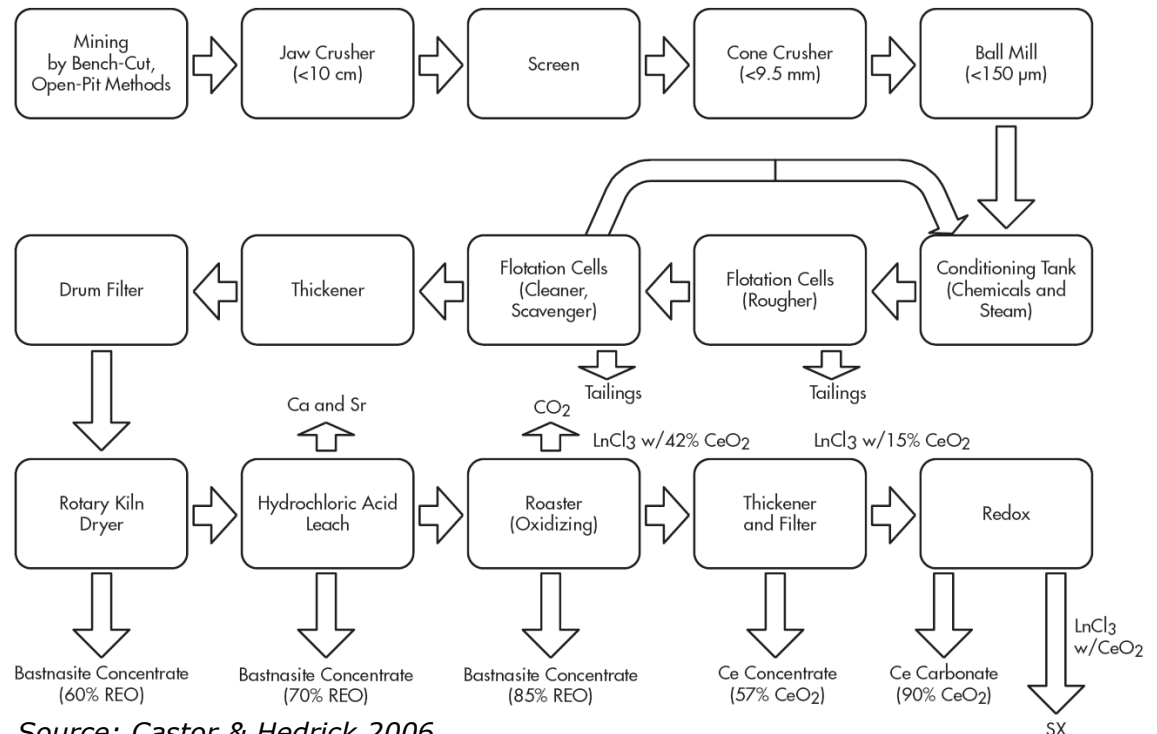 Mining
by Bench-Cut,
Open-Pit Methods
Jaw Crusher
(<10 cm)
Screen
Cone Crusher
(<9.5 mm)
Ball Mill
(<150 µm)
Drum Filter
Thickener
Flotation Cells
(Cleaner,
Scavenger)
Flotation Cells
(Rougher)
Conditioning Tank
(Chemicals and
Steam)
Tailings
Tailings
Ca and Sr
CO2
LnCl3 w/42% CeO2
LnCl3 w/15% CeO2
Rotary Kiln
Dryer
Hydrochloric Acid
Leach
Roaster
(Oxidizing)
Thickener
and Filter
Redox
LnCl3
w/CeO2
Bastnasite Concentrate
(60% REO)
Bastnasite Concentrate
(70% REO)
Bastnasite Concentrate
(85% REO)
Ce Concentrate
(57% CeO2)
Ce Carbonate
(90% CeO2)
SX
Source: Castor & Hedrick 2006